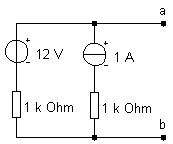 a
+
-
12 V
+
-
1 A
1 k Ohm
1 k Ohm
b